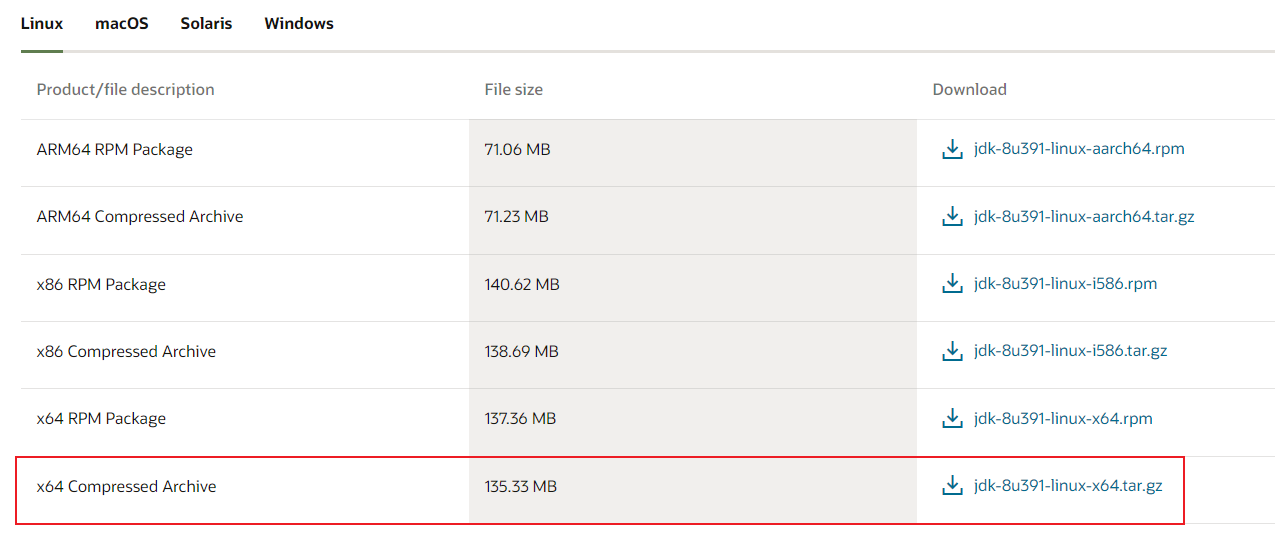 Linux macOS Solaris Windows
Product/file description File size Download
ARM64 RPM Package 71.06 MB jdk-8u391-linux-aarch64.rpm
ARM64 Compressed Archive 71.23 MB jdk-8u391-linux-aarch64.tar.gz
x86 RPM Package 140.62 MB jdk-8u391-linux-i586.rpm
x86 Compressed Archive 138.69 MB jdk-8u391-linux-i586.tar.gz
x64 RPM Package 137.36 MB jdk-8u391-linux-x64.rpm
x64 Compressed Archive 135.33 MB jdk-8u391-linux-x64.tar.gz